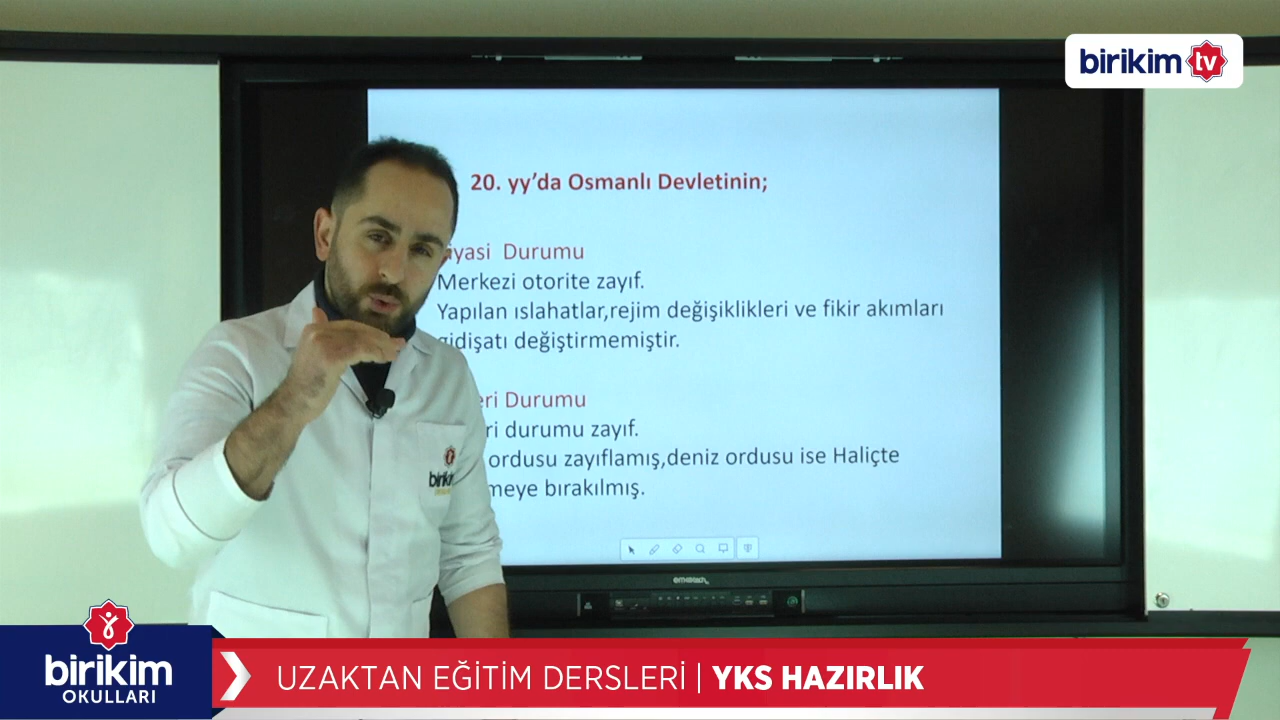 birikim tv
20. yy'da Osmanlı Devletinin;
Durumu
Merkezi otorite zayıf.
Yapılan ıslahatlar,rejim değişiklikleri ve fikir akımları
gidişatı değiştirmemiştir.
Durumu
durumu zayıf.
ordusu zayıflamış,deniz ordusu ise Haliçte
bırakılmış.
birikim
birikim
OKULLARI
UZAKTAN EĞİTİM DERSLERİ | YKS HAZIRLIK